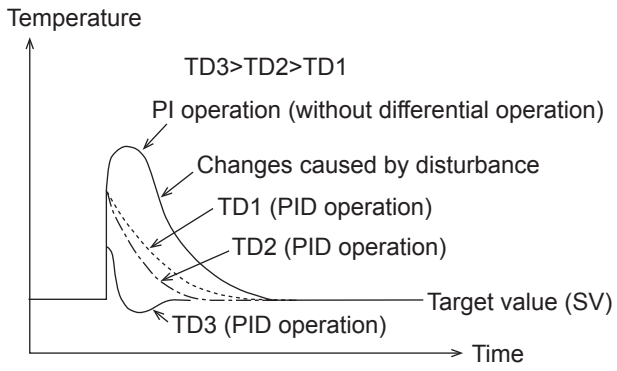 Temperature
TD3>TD2>TD1
PI operation (without differential operation)
Changes caused by disturbance
TD1 (PID operation)
TD2 (PID operation)
Target value (SV)
TD3 (PID operation)
Time